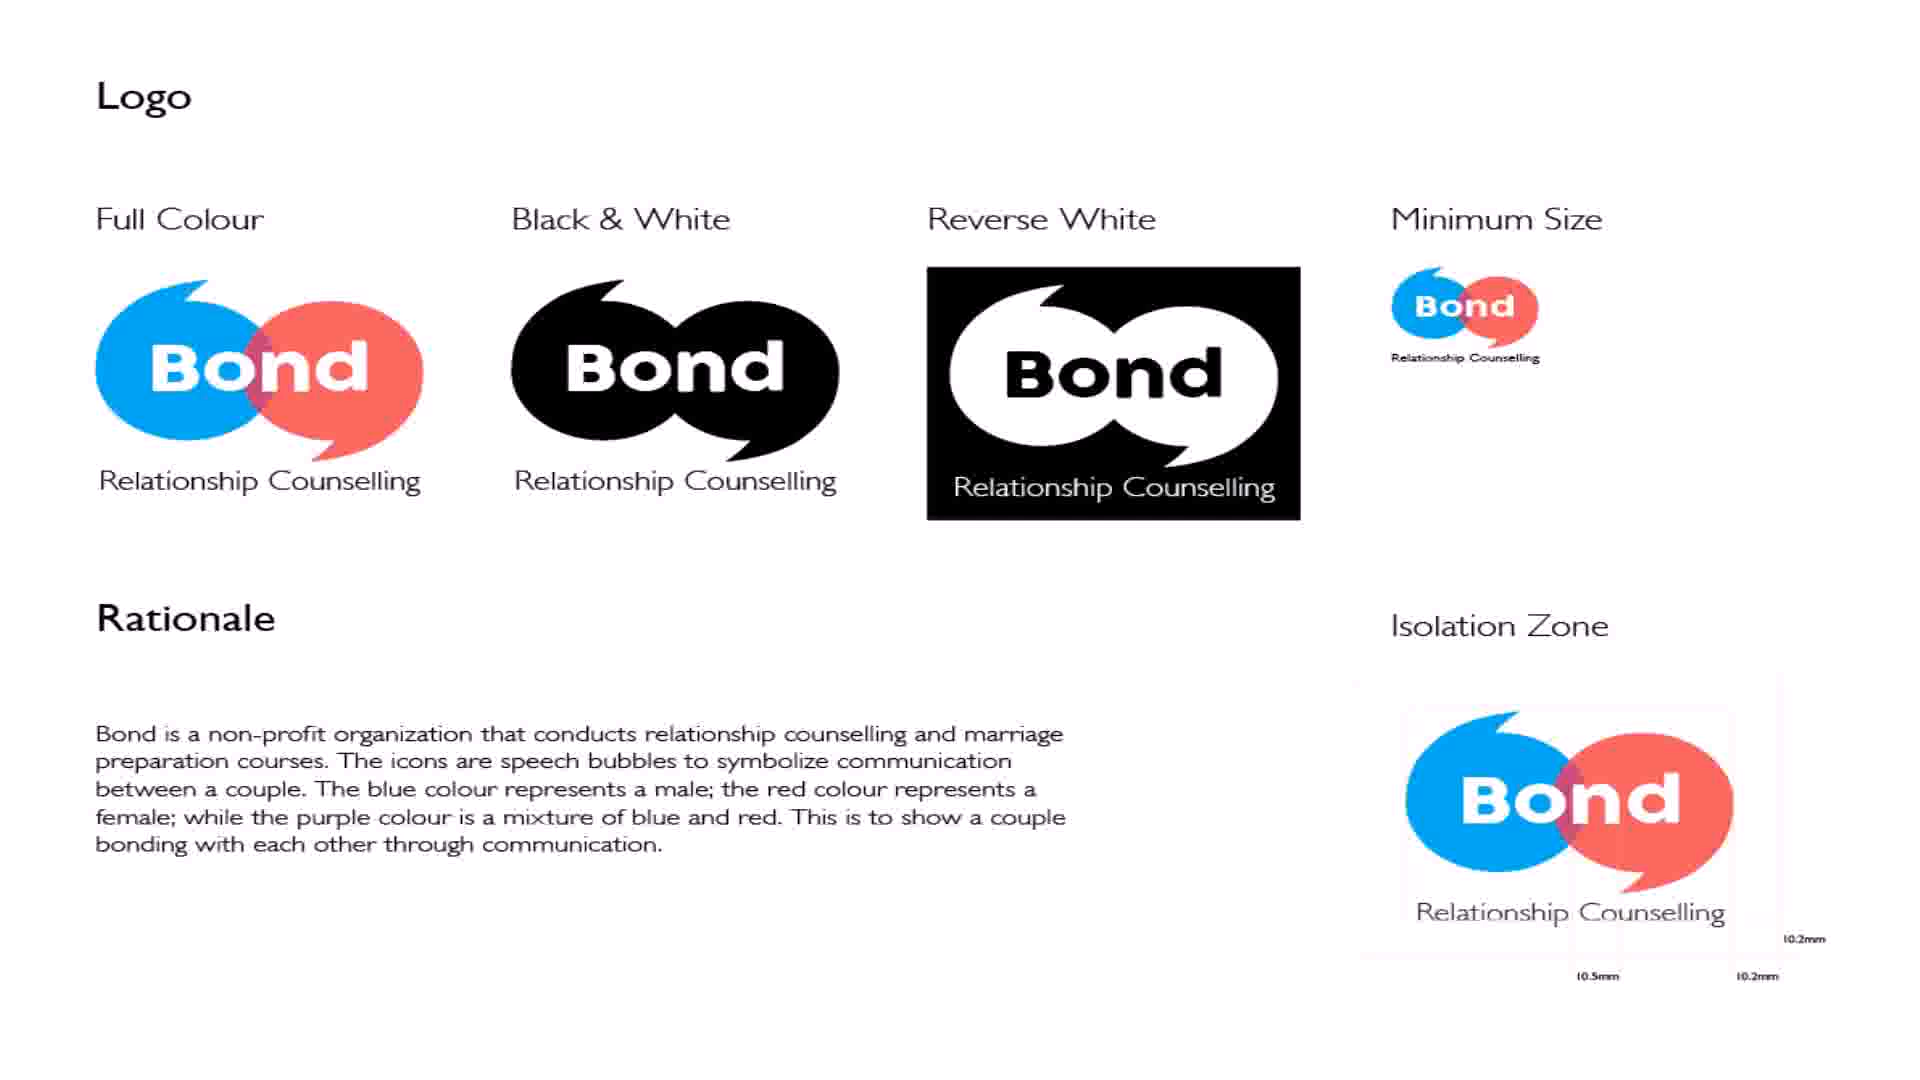 Logo
Full Colour
Black & White
Reverse White
Minimum Size
Bond
Relationship Counselling
Bond
Relationship Counselling
Bond
Relationship Counselling
Bond
Relationship Counselling
Rationale
Bond is a non-profit organization that conducts relationship counselling and marriage
preparation courses. The icons are speech bubbles to symbolize communication
between a couple. The blue colour represents a male; the red colour represents a
female; while the purple colour is a mixture of blue and red. This is to show a couple
bonding with each other through communication.
Isolation Zone
Bond
Relationship Counselling
10.2mm
10.5mm
10.2mm